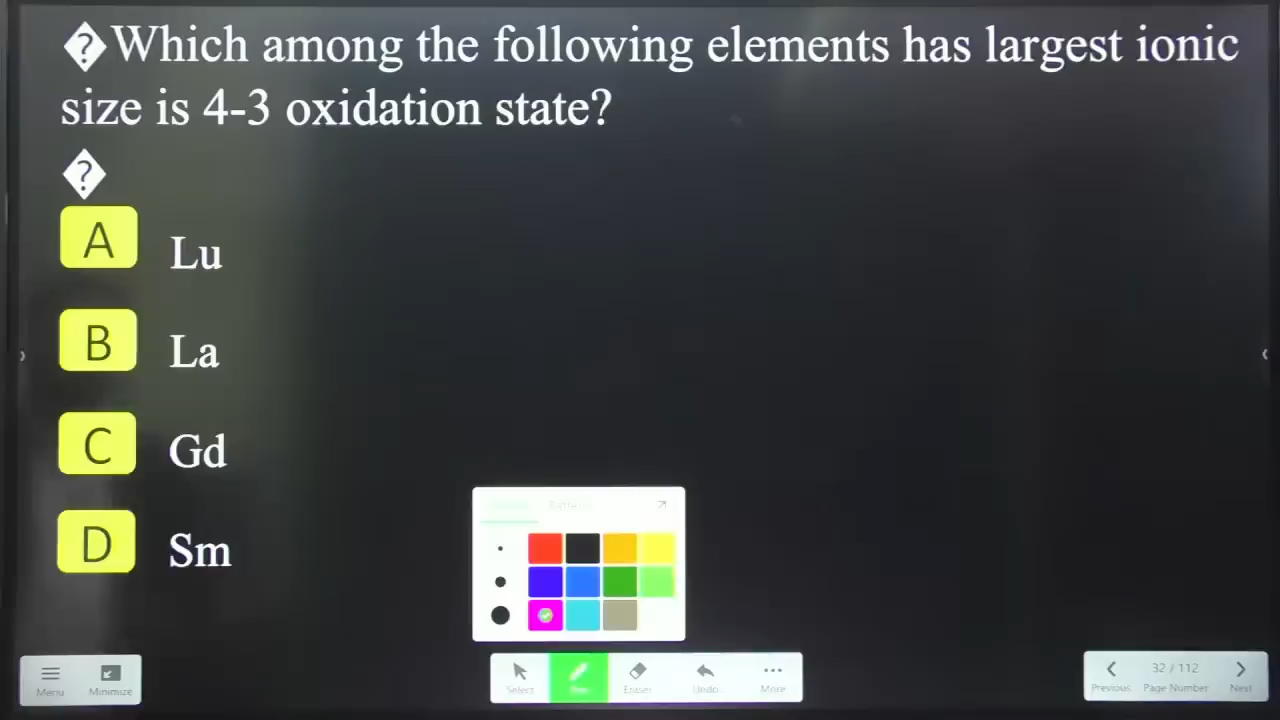 �Which among the following elements has largest ionic
size is 4-3 oxidation state?
�
A Lu
B La
C Gd
D Sm
Menu Minimize
Select Eraser Undo More
32 / 112
Previous Page Number Next